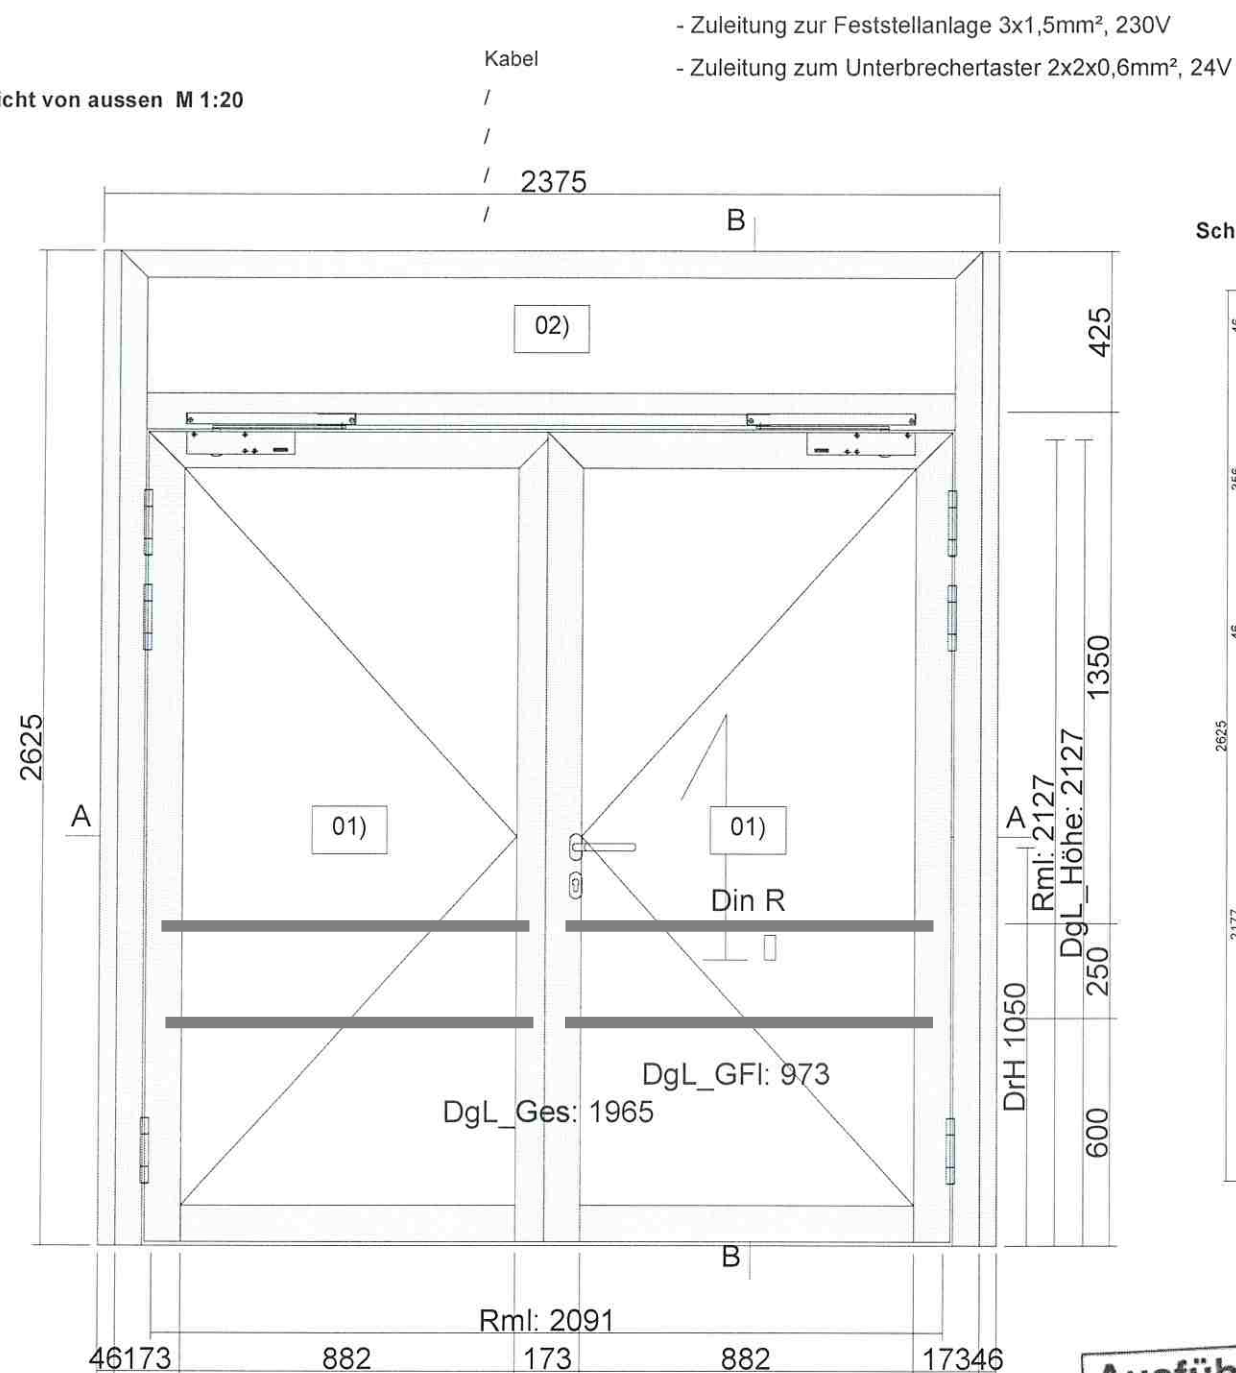 - Zuleitung zur Feststellanlage 3x1,5mm², 230V
Kabel
- Zuleitung zum Unterbrechertaster 2x2x0,6mm², 24V
icht von aussen M 1:20
/
/
/
/
2375
B
Sch
02)
425
1350
2625
2625
A
01)
01)
A
Rml: 2127
DgL_Höhe: 2127
Din R
250
DrH 1050
DgL_GFl: 973
DgL_Ges: 1965
600
B
Rml: 2091
46173
882
173
882
17346